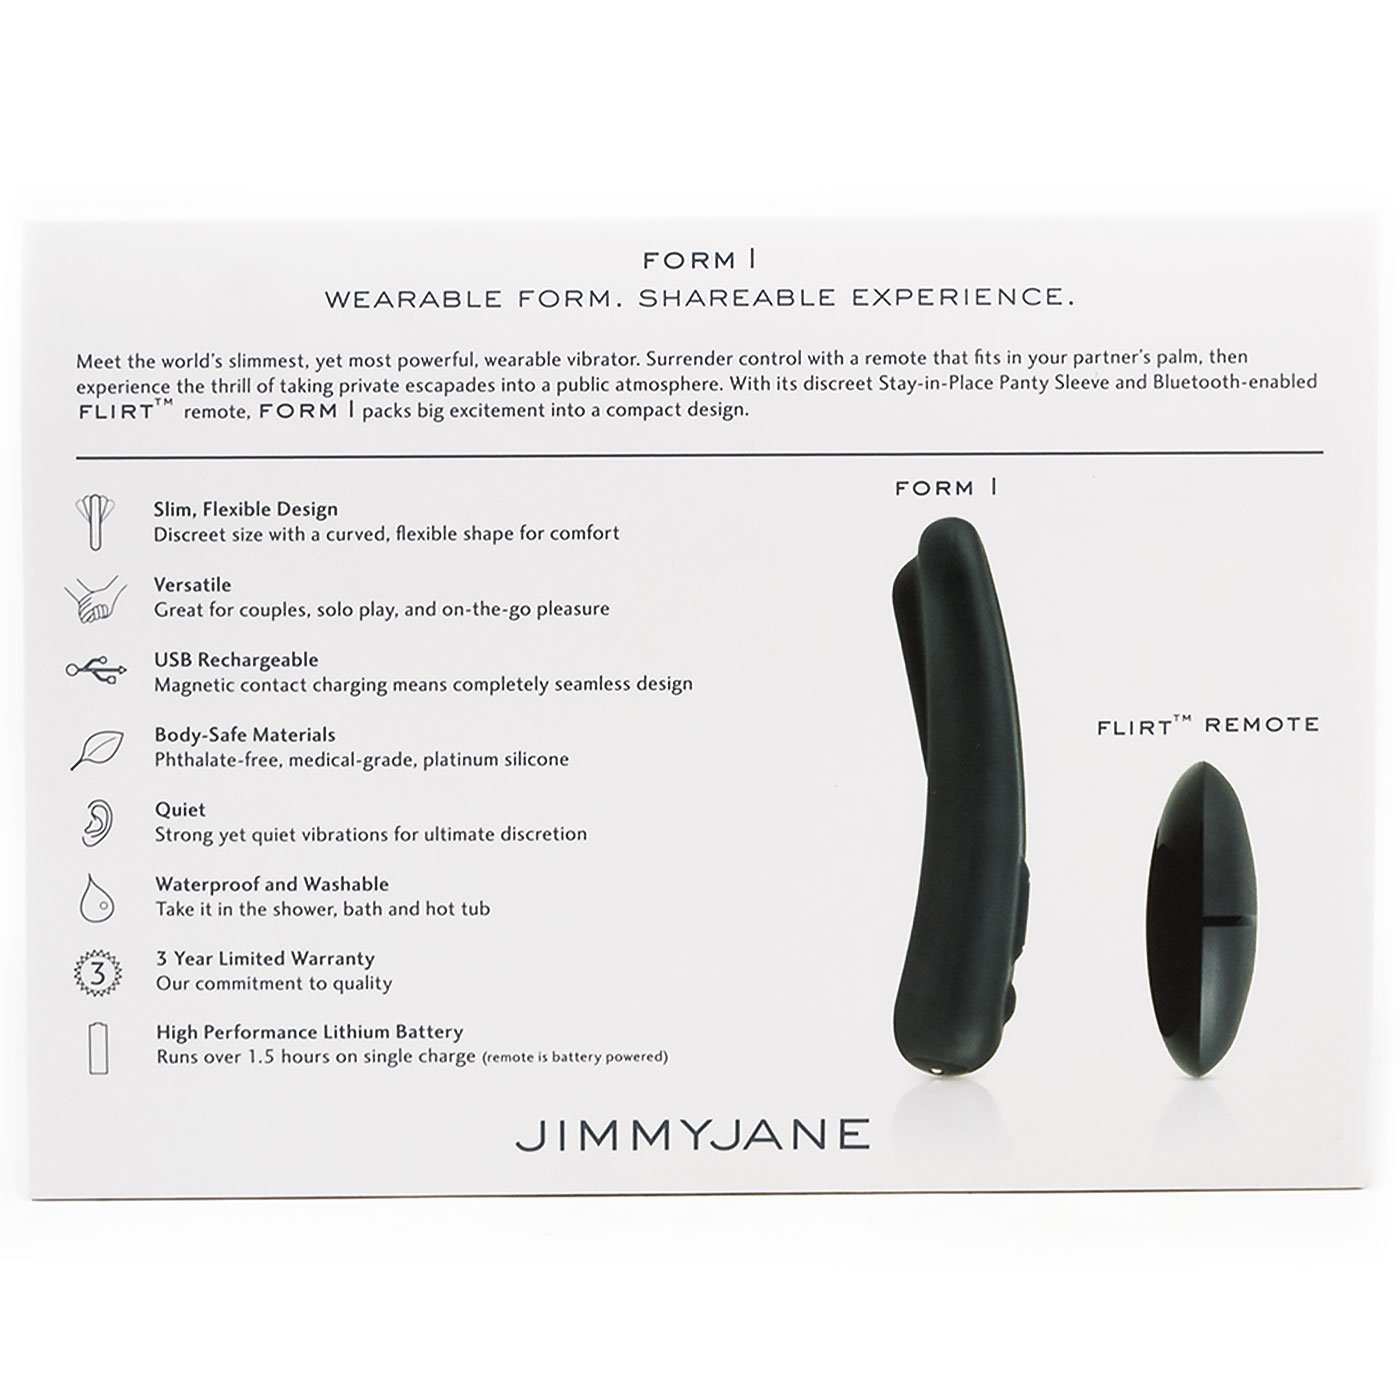 FORM 1
WEARABLE FORM. SHAREABLE EXPERIENCE.
Meet the world's slimmest, yet most powerful, wearable vibrator. Surrender control with a remote that fits in your partner's palm, then
experience the thrill of taking private escapades into a public atmosphere. With its discreet Stay-in-Place Panty Sleeve and Bluetooth-enabled
FLIRT™ remote, FORM 1 packs big excitement into a compact design.
Slim, Flexible Design
Discreet size with a curved, flexible shape for comfort
Versatile
Great for couples, solo play, and on-the-go pleasure
USB Rechargeable
Magnetic contact charging means completely seamless design
Body-Safe Materials
Phthalate-free, medical-grade, platinum silicone
Quiet
Strong yet quiet vibrations for ultimate discretion
Waterproof and Washable
Take it in the shower, bath and hot tub
3
3 Year Limited Warranty
Our commitment to quality
High Performance Lithium Battery
Runs over 1.5 hours on single charge (remote is battery powered)
FORM 1
FLIRT™ REMOTE
JIMMYJANE